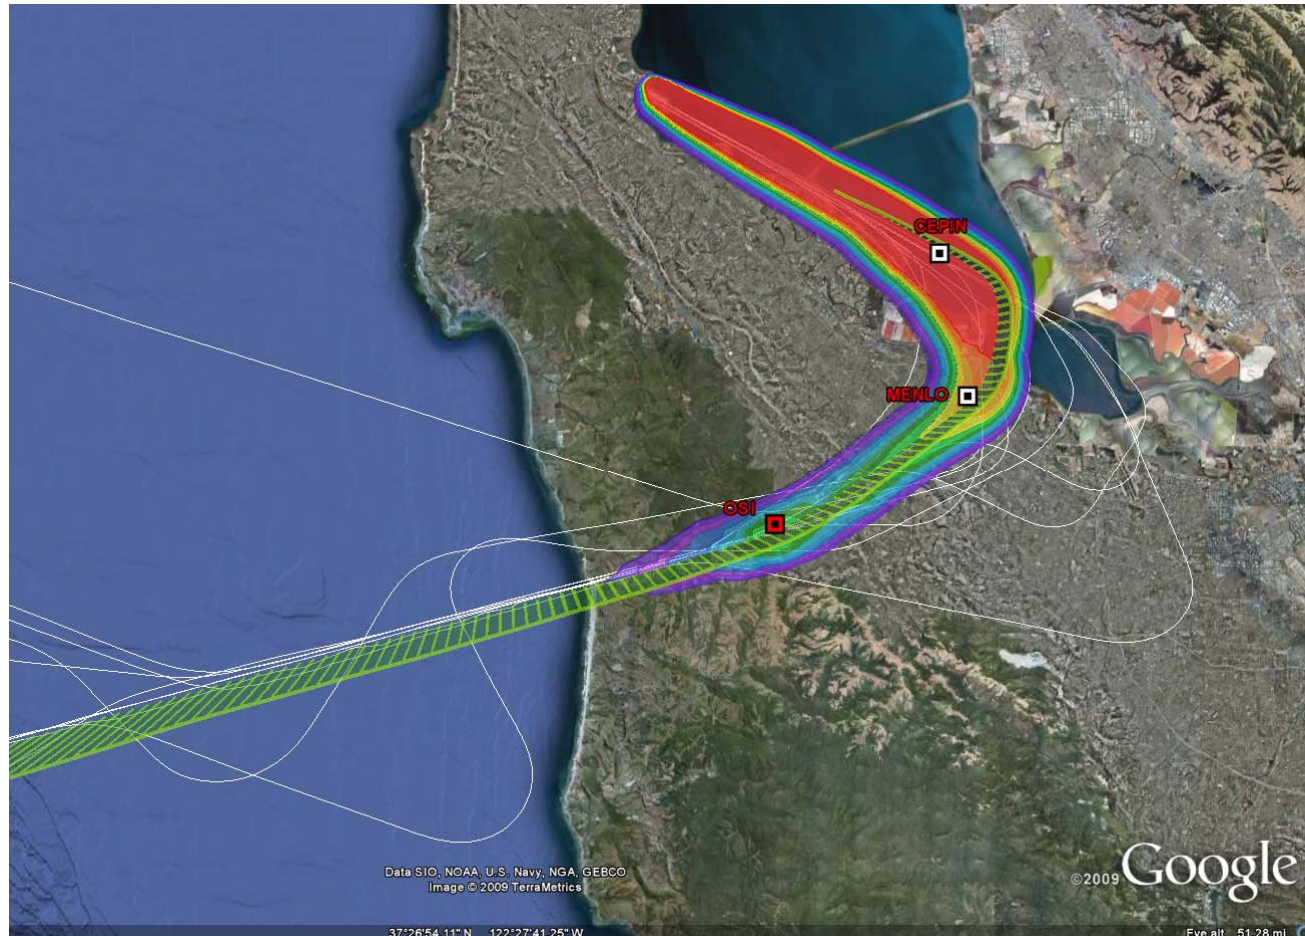 CEPIN
MENLO
OSI
Data SIO, NOAA, U.S. Navy, NGA, GEBCO
Image © 2009 TerraMetrics
©2009 Google
37°26'54.11" N 122°27'41.25" W
Eye alt 51.28 mi